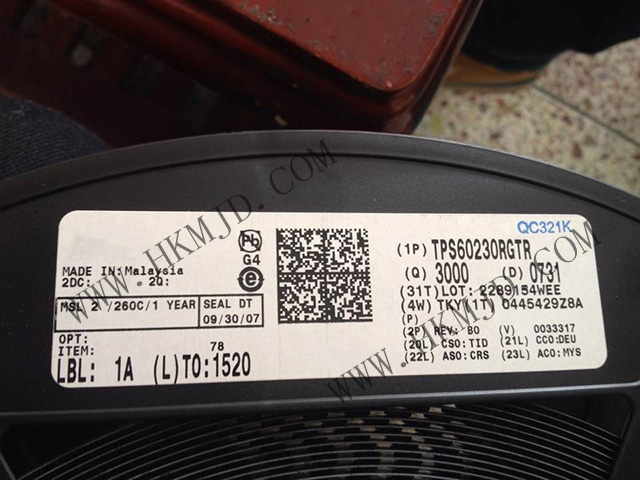 QC321K
Pb
G4
e
MADE IN: Malaysia
2DC: 2Q:
MSL 2 /260C/1 YEAR
SEAL DT
09/30/07
OPT:
ITEM:
78
LBL: 1A (L)TO:1520
(1P) TPS60230RGTR
(Q) 3000 (D) 0731
(31T) LOT: 2289154WEE
(4W) TKY(1T) 0445429Z8A
(P)
(2P) REV: B0 (V) 0033317
(20L) CSO:TID (21L) CCO:DEU
(22L) ASO:CRS (23L) ACO:MYS
WWW.HKMJD.COM
WWW.HKMJD.COM